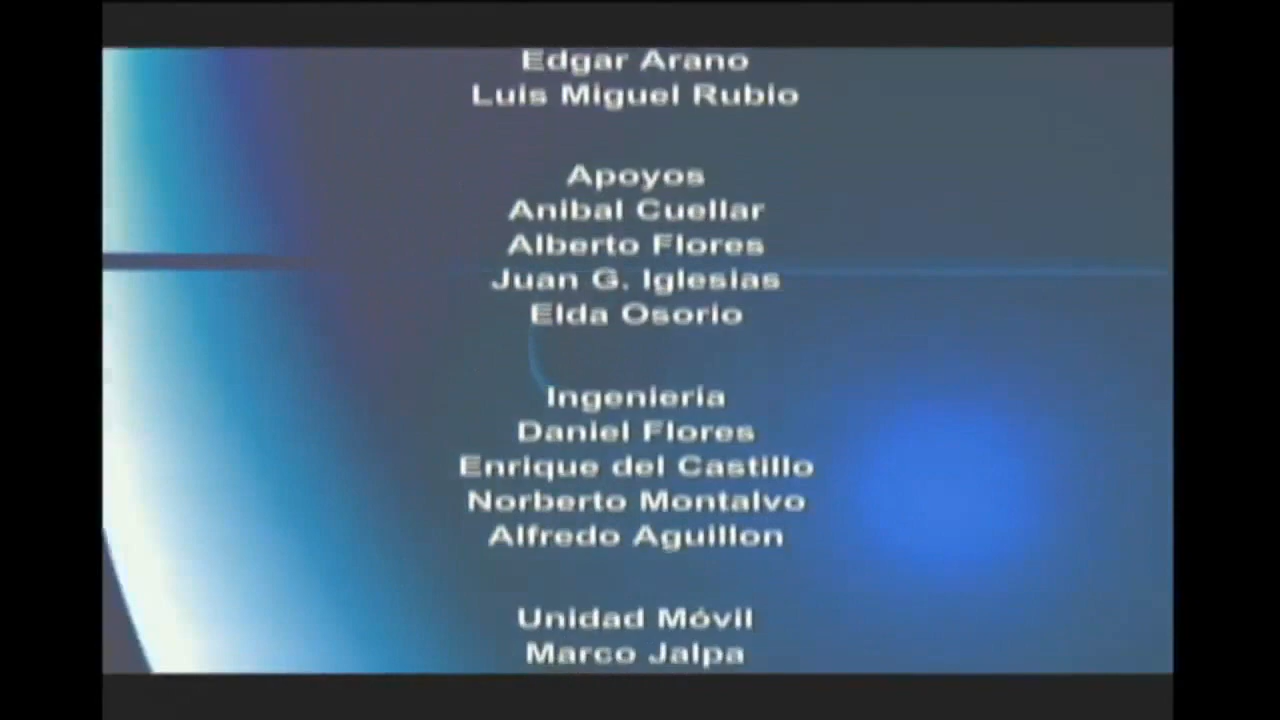 Edgar Arano
Luis Miguel Rubio
Apoyos
Anibal Cuellar
Alberto Flores
Juan G. Iglesias
Elda Osorio
Ingeniería
Daniel Flores
Enrique del Castillo
Norberto Montalvo
Alfredo Aguillon
Unidad Móvil
Marco Jalpa